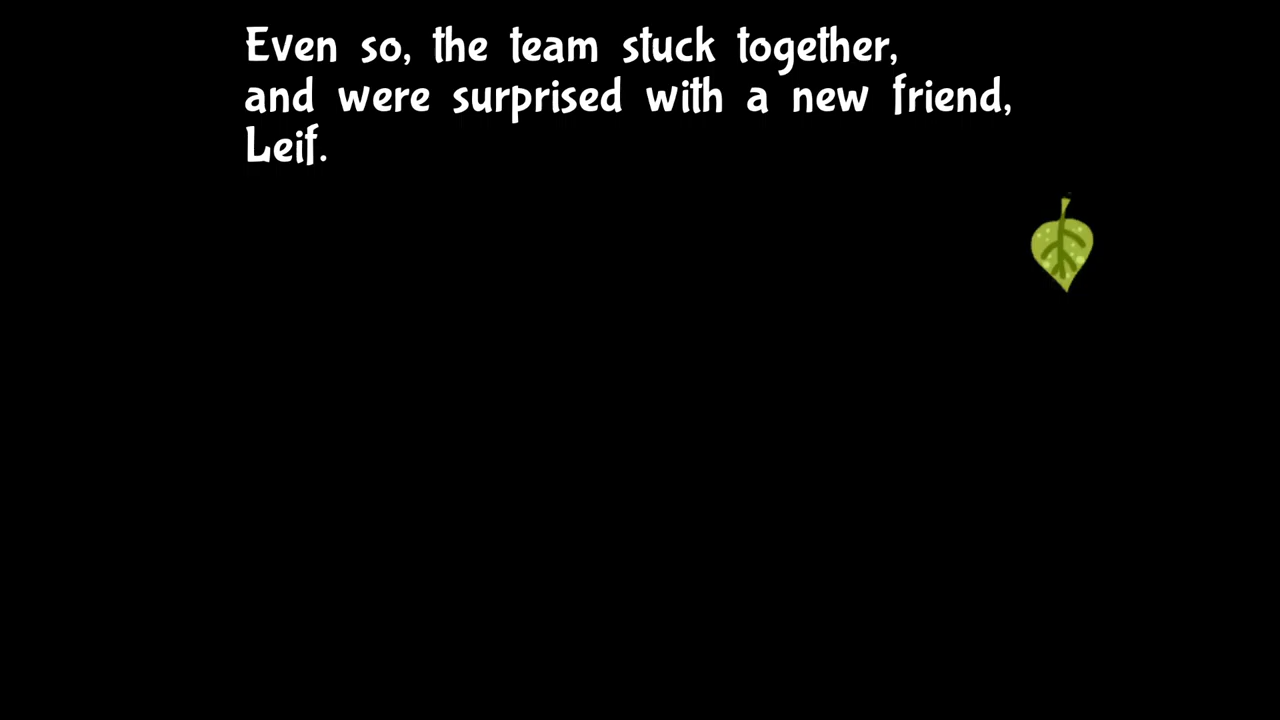 Even so, the team stuck together,
and were surprised with a new friend,
Leif.